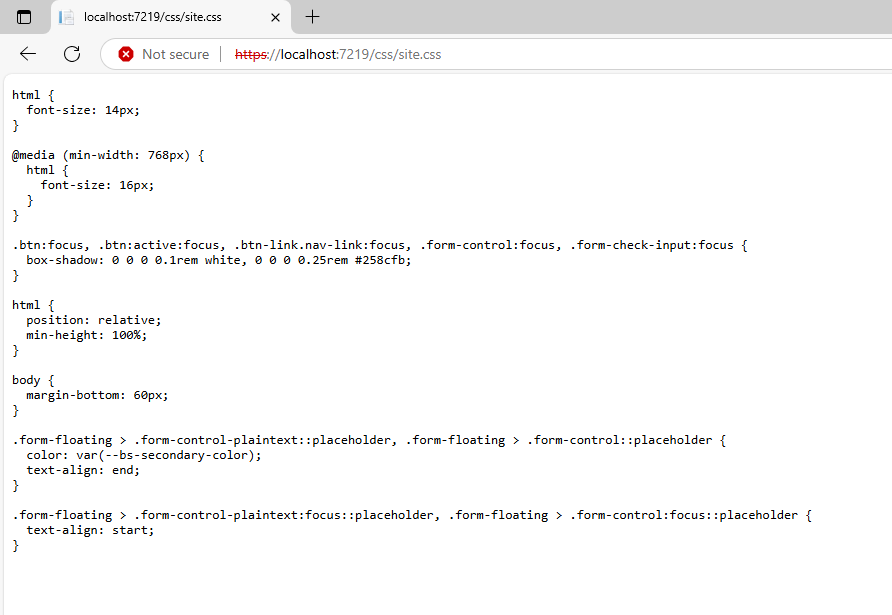 localhost:7219/css/site.css
Not secure
https://localhost:7219/css/site.css
html {
  font-size: 14px;
}

@media (min-width: 768px) {
  html {
    font-size: 16px;
  }
}

.btn:focus, .btn:active:focus, .btn-link.nav-link:focus, .form-control:focus, .form-check-input:focus {
  box-shadow: 0 0 0 0.1rem white, 0 0 0 0.25rem #258cfb;
}

html {
  position: relative;
  min-height: 100%;
}

body {
  margin-bottom: 60px;
}

.form-floating > .form-control-plaintext::placeholder, .form-floating > .form-control::placeholder {
  color: var(--bs-secondary-color);
  text-align: end;
}

.form-floating > .form-control-plaintext:focus::placeholder, .form-floating > .form-control:focus::placeholder {
  text-align: start;
}